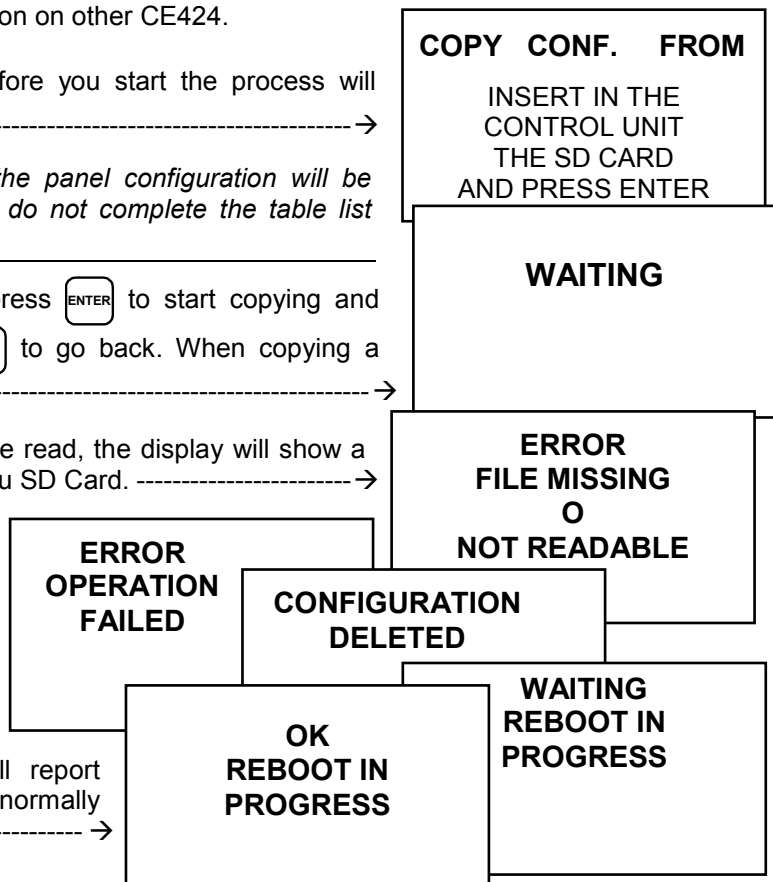 on on other CE424.
fore you start the process will
----------------------------------------→
the panel configuration will be
do not complete the table list
press ENTER to start copying and
to go back. When copying a
------------------------------------------→
e read, the display will show a
u SD Card. ------------------------→
ll report
normally
---------- →
COPY CONF. FROM
INSERT IN THE
CONTROL UNIT
THE SD CARD
AND PRESS ENTER
WAITING
ERROR
FILE MISSING
O
NOT READABLE
ERROR
OPERATION
FAILED
CONFIGURATION
DELETED
WAITING
REBOOT IN
PROGRESS
OK
REBOOT IN
PROGRESS